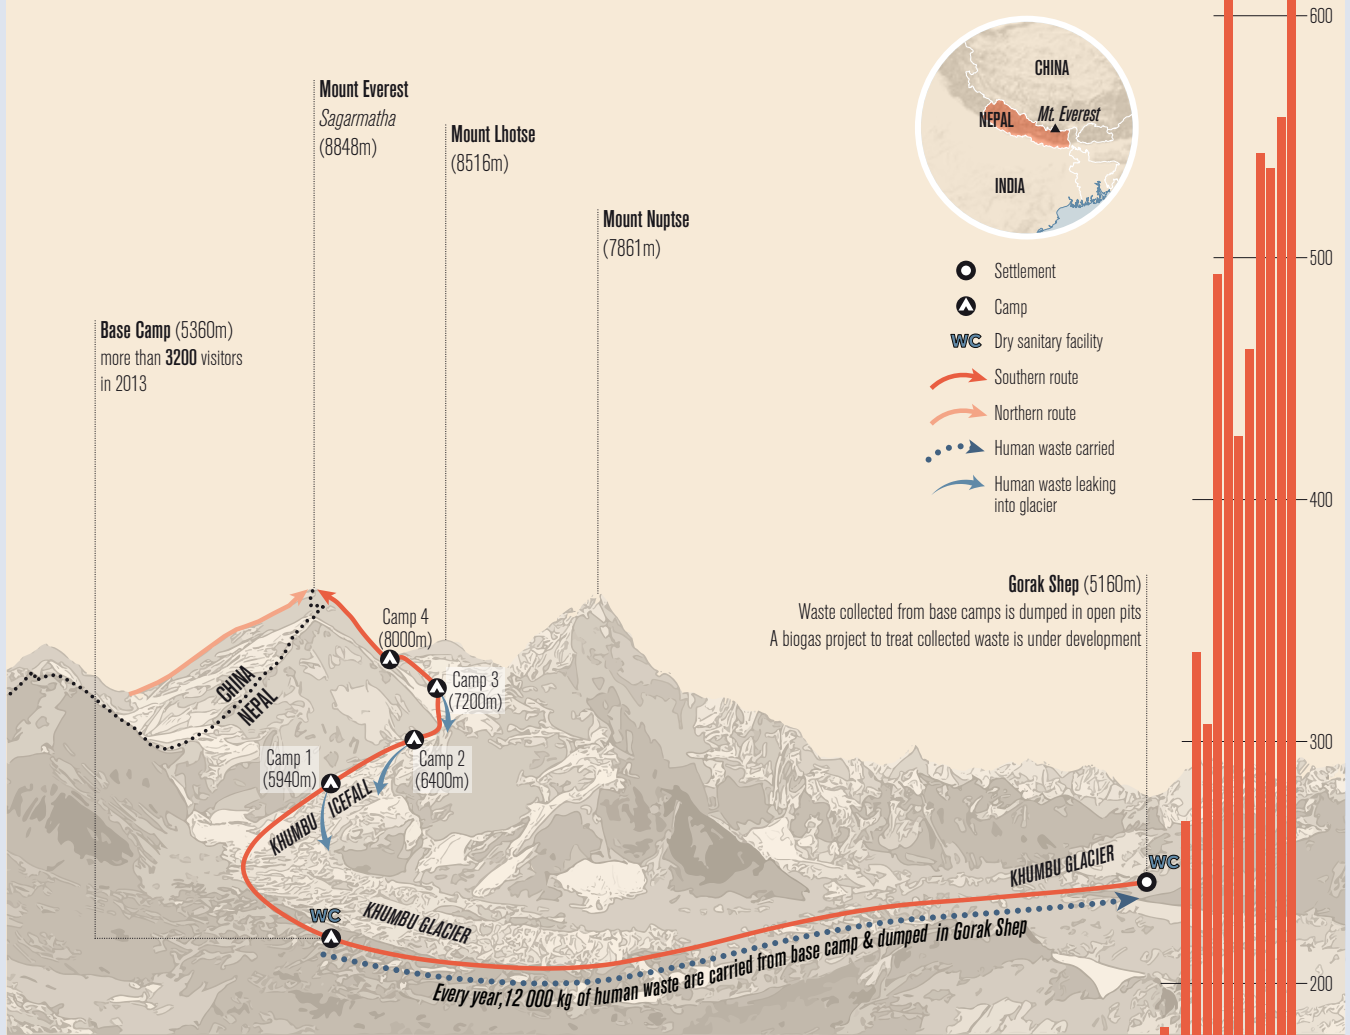 600
CHINA
Mount Everest
Sagarmatha
(8848m)
Mt. Everest
NEPAL
Mount Lhotse
(8516m)
INDIA
Mount Nuptse
(7861m)
500
Settlement
Camp
Base Camp (5360m)
more than 3200 visitors
in 2013
WC Dry sanitary facility
Southern route
Northern route
Human waste carried
Human waste leaking
into glacier
400
Gorak Shep (5160m)
Waste collected from base camps is dumped in open pits
A biogas project to treat collected waste is under development
Camp 4
(8000m)
Camp 3
(7200m)
CHINA
NEPAL
300
Camp 1
(5940m)
Camp 2
(6400m)
KHUMBU ICEFALL
KHUMBU GLACIER
WC
WC
KHUMBU GLACIER
Every year, 12 000 kg of human waste are carried from base camp & dumped in Gorak Shep
200